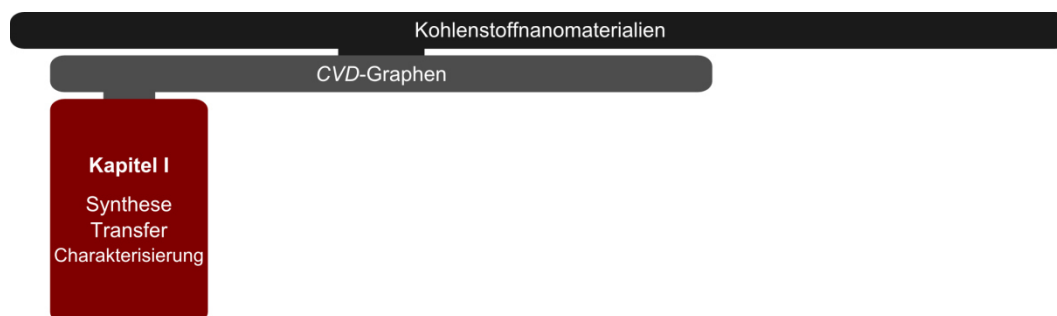 Kohlenstoffnanomaterialien
CVD-Graphen
Kapitel I
Synthese
Transfer
Charakterisierung